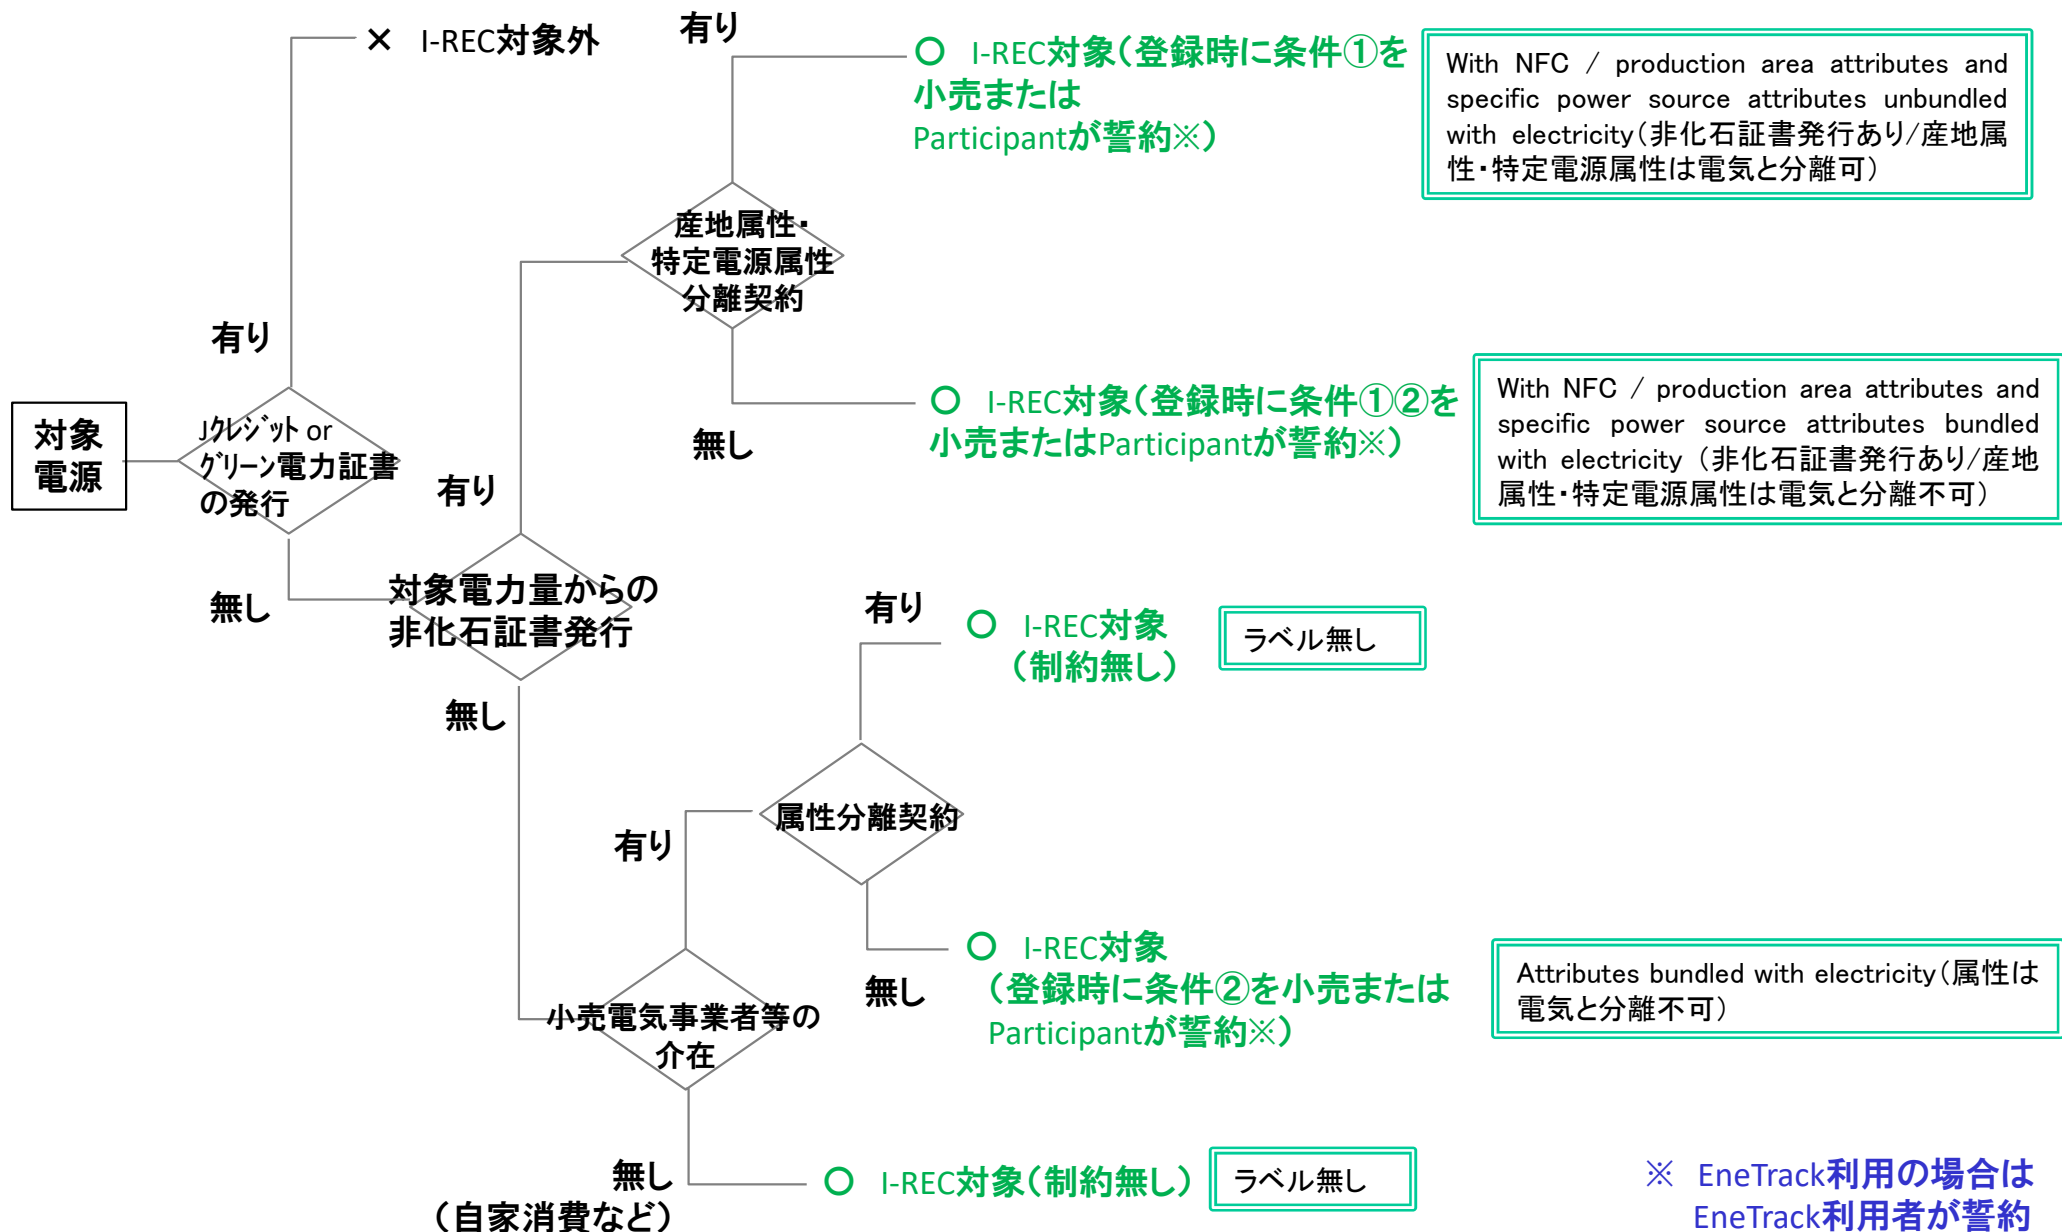 有り
× I-REC対象外
有り
〇 I-REC対象（登録時に条件①を
小売または
Participantが誓約※）
With NFC / production area attributes and
specific power source attributes unbundled
with electricity（非化石証書発行あり/産地属
性・特定電源属性は電気と分離可）
産地属性・
特定電源属性
分離契約
無し
〇 I-REC対象（登録時に条件①②を
小売またはParticipantが誓約※）
With NFC / production area attributes and
specific power source attributes bundled
with electricity （非化石証書発行あり/産地
属性・特定電源属性は電気と分離不可）
対象
電源
Jｸﾚｼﾞｯﾄ or
ｸﾞﾘｰﾝ電力証書
の発行
無し
有り
対象電力量からの
非化石証書発行
無し
有り
〇 I-REC対象
（制約無し）
ラベル無し
属性分離契約
有り
無し
〇 I-REC対象
（登録時に条件②を小売または
Participantが誓約※）
Attributes bundled with electricity（属性は
電気と分離不可）
小売電気事業者等の
介在
無し
（自家消費など）
〇 I-REC対象（制約無し）
ラベル無し
※ EneTrack利用の場合は
EneTrack利用者が誓約